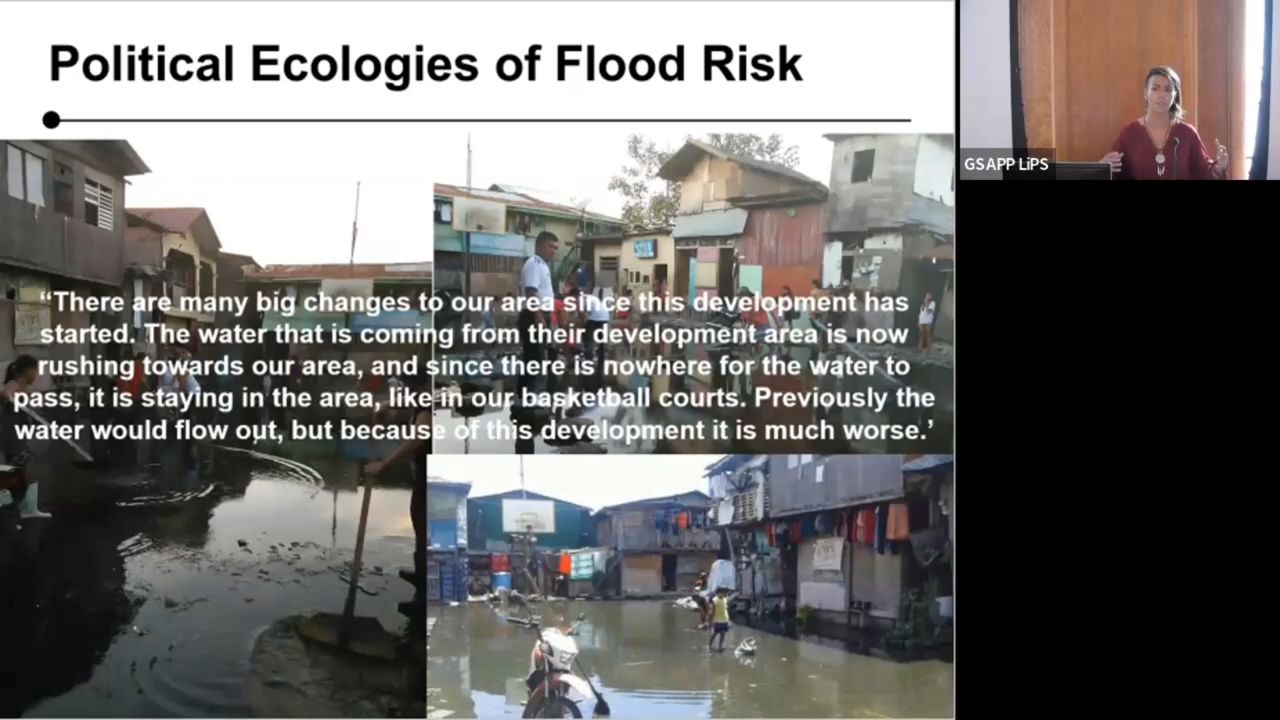 Political Ecologies of Flood Risk
“There are many big changes to our area since this development has
started. The water that is coming from their development area is now
rushing towards our area, and since there is nowhere for the water to
pass, it is staying in the area, like in our basketball courts. Previously the
water would flow out, but because of this development it is much worse.’
GSAPP LiPS